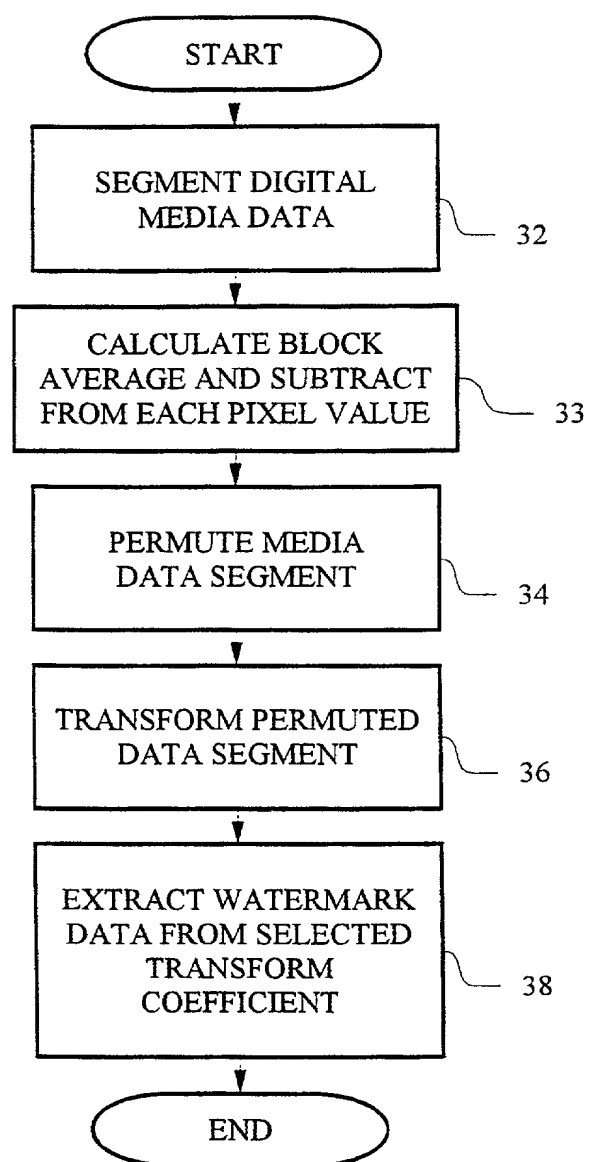 START
SEGMENT DIGITAL
MEDIA DATA
32
CALCULATE BLOCK
AVERAGE AND SUBTRACT
FROM EACH PIXEL VALUE
33
PERMUTE MEDIA
DATA SEGMENT
34
TRANSFORM PERMUTED
DATA SEGMENT
36
EXTRACT WATERMARK
DATA FROM SELECTED
TRANSFORM
COEFFICIENT
38
END